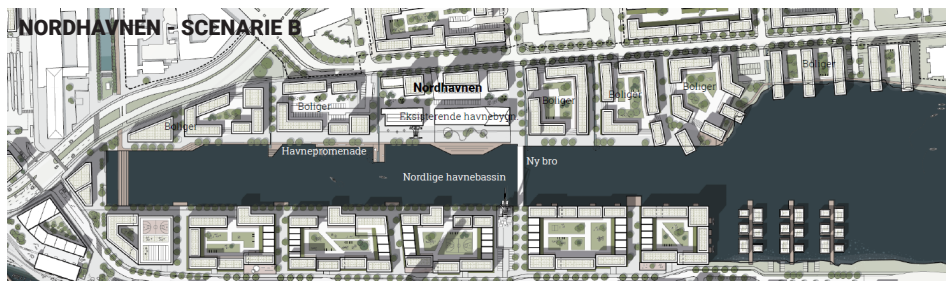 NORDHAVNEN - SCENARIE B
Boliger
Nordhavnen
Boliger
Boliger
Boliger
Boliger
Eksisterende havnebygn.
Boliger
Havnepromenade
Ny bro
Nordlige havnebassin